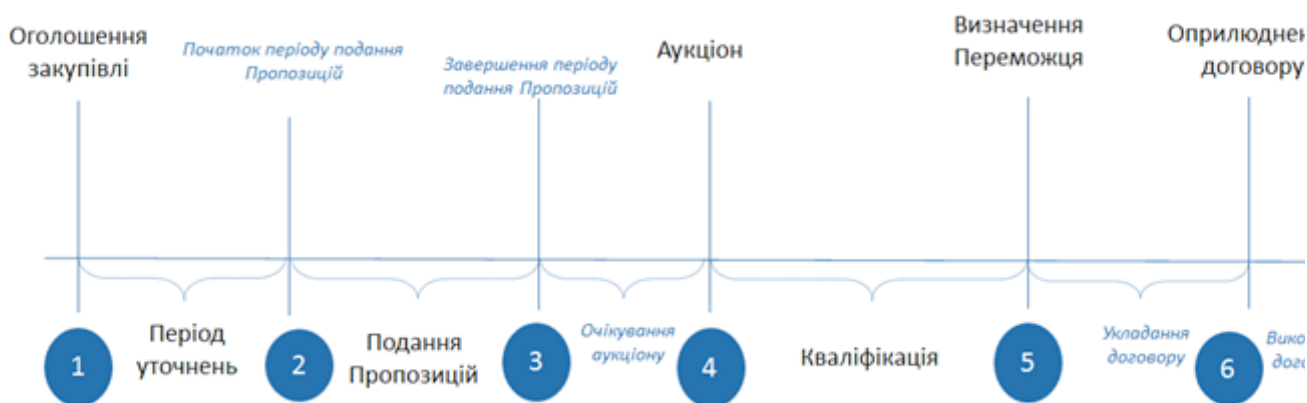 Оголошення
закупівлі
Початок періоду подання
Пропозицій
Завершення періоду
подання Пропозицій
Аукціон
Визначення
Переможця
договору
1
Період
уточнень
2
Подання
Пропозицій
3
Очікування
аукціону
4
Кваліфікація
5
Укладання
договору
6